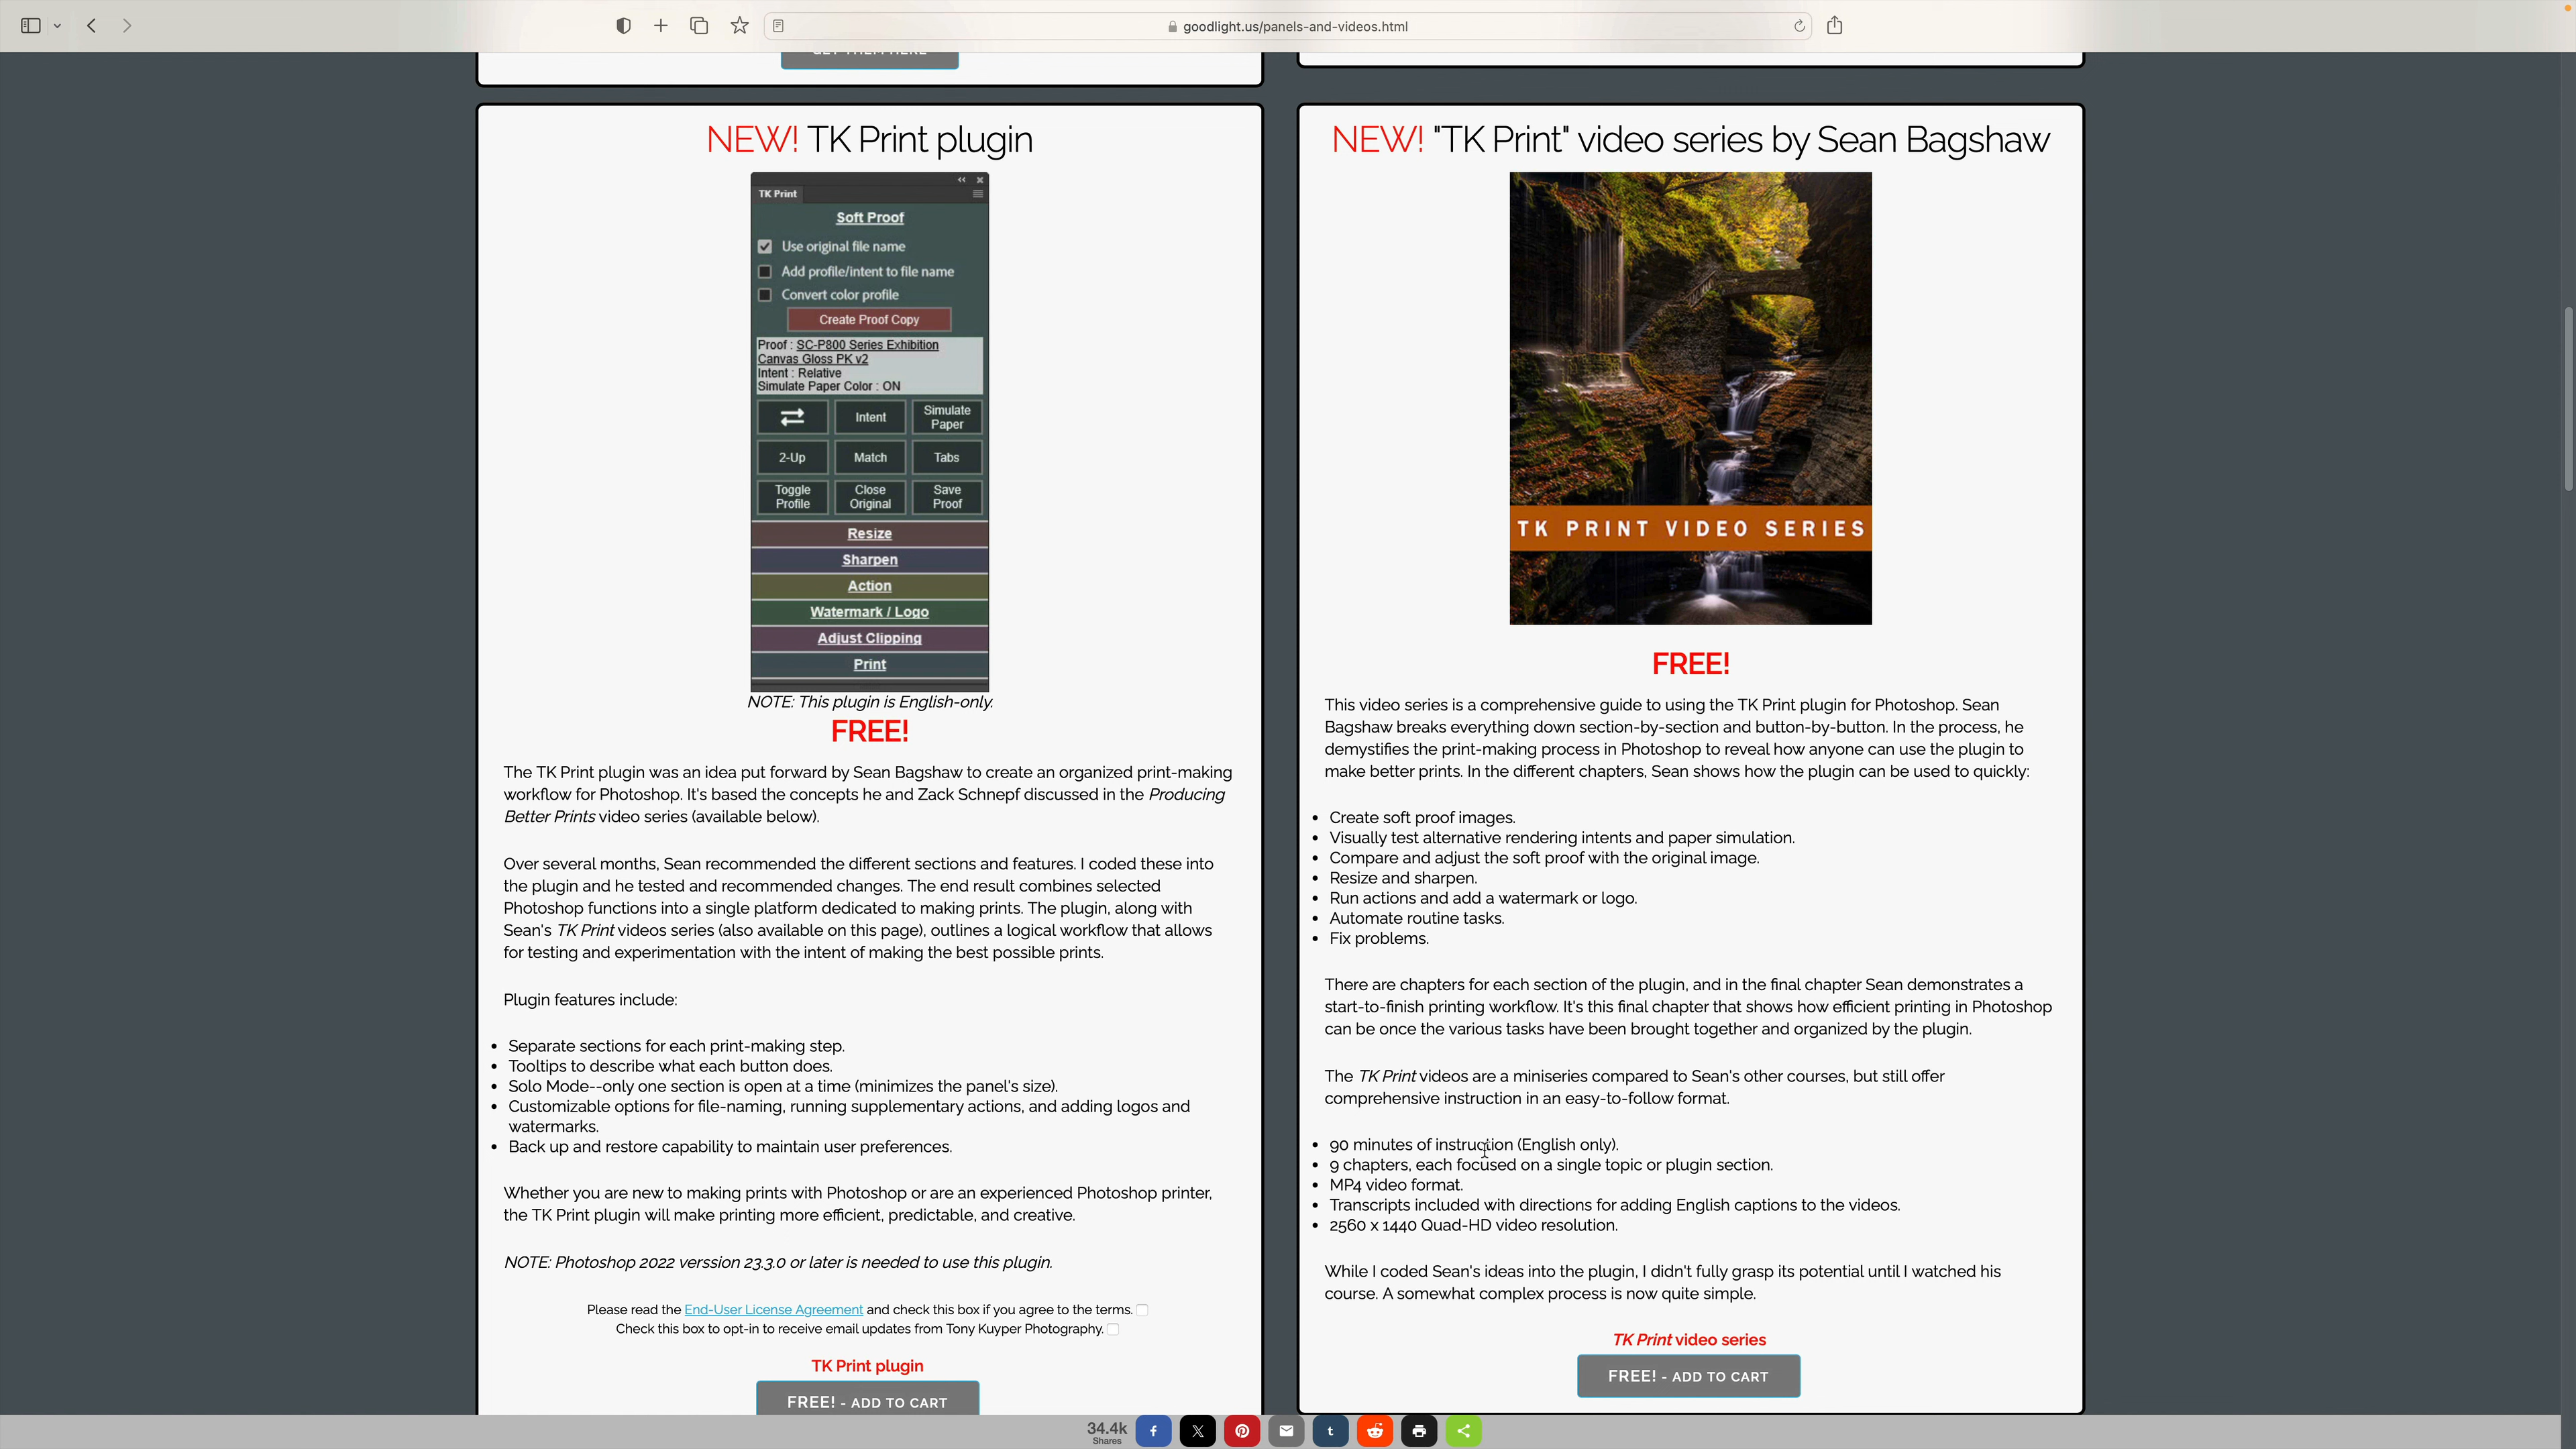 goodlight.us/panels-and-videos.html
NEW! TK Print plugin
TK Print
Soft Proof
Use original file name
Add profile/intent to file name
Convert color profile
Create Proof Copy
Proof : SC-P800 Series Exhibition
Canvas Gloss PK v2
Intent : Relative
Simulate Paper Color : ON
Intent
Simulate
Paper
2-Up
Match
Tabs
Toggle
Profile
Close
Original
Save
Proof
Resize
Sharpen
Action
Watermark / Logo
Adjust Clipping
Print
NOTE: This plugin is English-only.
FREE!
The TK Print plugin was an idea put forward by Sean Bagshaw to create an organized print-making
workflow for Photoshop. It's based the concepts he and Zack Schnepf discussed in the Producing
Better Prints video series (available below).
Over several months, Sean recommended the different sections and features. I coded these into
the plugin and he tested and recommended changes. The end result combines selected
Photoshop functions into a single platform dedicated to making prints. The plugin, along with
Sean's TK Print videos series (also available on this page), outlines a logical workflow that allows
for testing and experimentation with the intent of making the best possible prints.
Plugin features include:
• Separate sections for each print-making step.
• Tooltips to describe what each button does.
• Solo Mode--only one section is open at a time (minimizes the panel's size).
• Customizable options for file-naming, running supplementary actions, and adding logos and
watermarks.
• Back up and restore capability to maintain user preferences.
Whether you are new to making prints with Photoshop or are an experienced Photoshop printer,
the TK Print plugin will make printing more efficient, predictable, and creative.
NOTE: Photoshop 2022 verssion 23.3.0 or later is needed to use this plugin.
Please read the End-User License Agreement and check this box if you agree to the terms.
Check this box to opt-in to receive email updates from Tony Kuyper Photography.
TK Print plugin
FREE! - ADD TO CART
NEW! "TK Print" video series by Sean Bagshaw
TK PRINT VIDEO SERIES
FREE!
This video series is a comprehensive guide to using the TK Print plugin for Photoshop. Sean
Bagshaw breaks everything down section-by-section and button-by-button. In the process, he
demystifies the print-making process in Photoshop to reveal how anyone can use the plugin to
make better prints. In the different chapters, Sean shows how the plugin can be used to quickly:
• Create soft proof images.
• Visually test alternative rendering intents and paper simulation.
• Compare and adjust the soft proof with the original image.
• Resize and sharpen.
• Run actions and add a watermark or logo.
• Automate routine tasks.
• Fix problems.
There are chapters for each section of the plugin, and in the final chapter Sean demonstrates a
start-to-finish printing workflow. It's this final chapter that shows how efficient printing in Photoshop
can be once the various tasks have been brought together and organized by the plugin.
The TK Print videos are a miniseries compared to Sean's other courses, but still offer
comprehensive instruction in an easy-to-follow format.
• 90 minutes of instruction (English only).
• 9 chapters, each focused on a single topic or plugin section.
• MP4 video format.
• Transcripts included with directions for adding English captions to the videos.
• 2560 x 1440 Quad-HD video resolution.
While I coded Sean's ideas into the plugin, I didn't fully grasp its potential until I watched his
course. A somewhat complex process is now quite simple.
TK Print video series
FREE! - ADD TO CART
34.4k
Shares